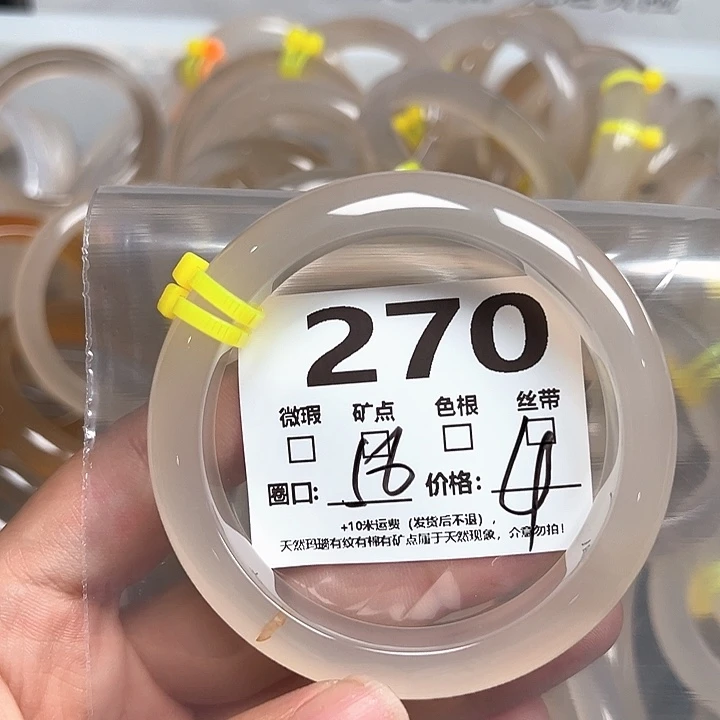 270
微瑕 矿点 色根 丝带
圈口: 58 价格: 4
+10米运费（发货后不退），
天然玛瑙有纹有棉有矿点属于天然现象，介意勿拍！